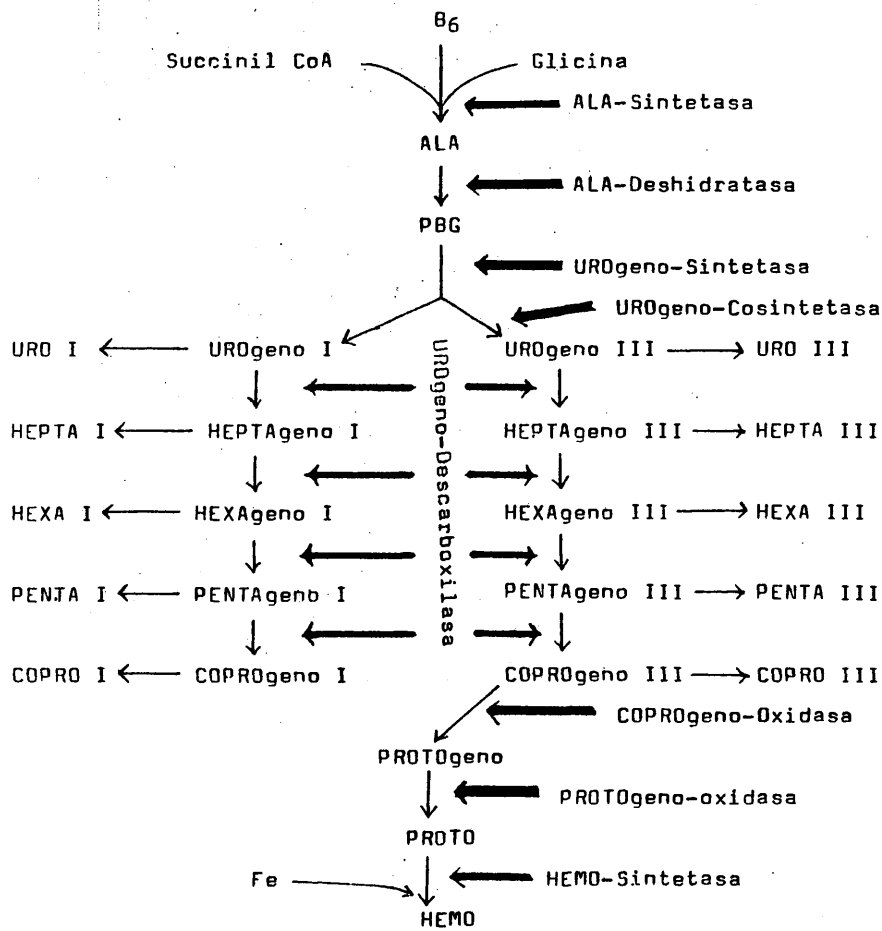 B6
Succinil CoA Glicina
ALA-Sintetasa
ALA
ALA-Deshidratasa
PBG
UROgeno-Sintetasa
UROgeno-Cosintetasa
URO I UROgeno I UROgeno III URO III
UROgeno-Descarboxilasa
HEPTA I HEPTAgeno I HEPTAgeno III HEPTA III
HEXA I HEXAgeno I HEXAgeno III HEXA III
PENTA I PENTAgeno I PENTAgeno III PENTA III
COPRO I COPROgeno I COPROgeno III COPRO III
COPROgeno-Oxidasa
PROTOgeno
PROTOgeno-oxidasa
PROTO
Fe HEMO-Sintetasa
HEMO